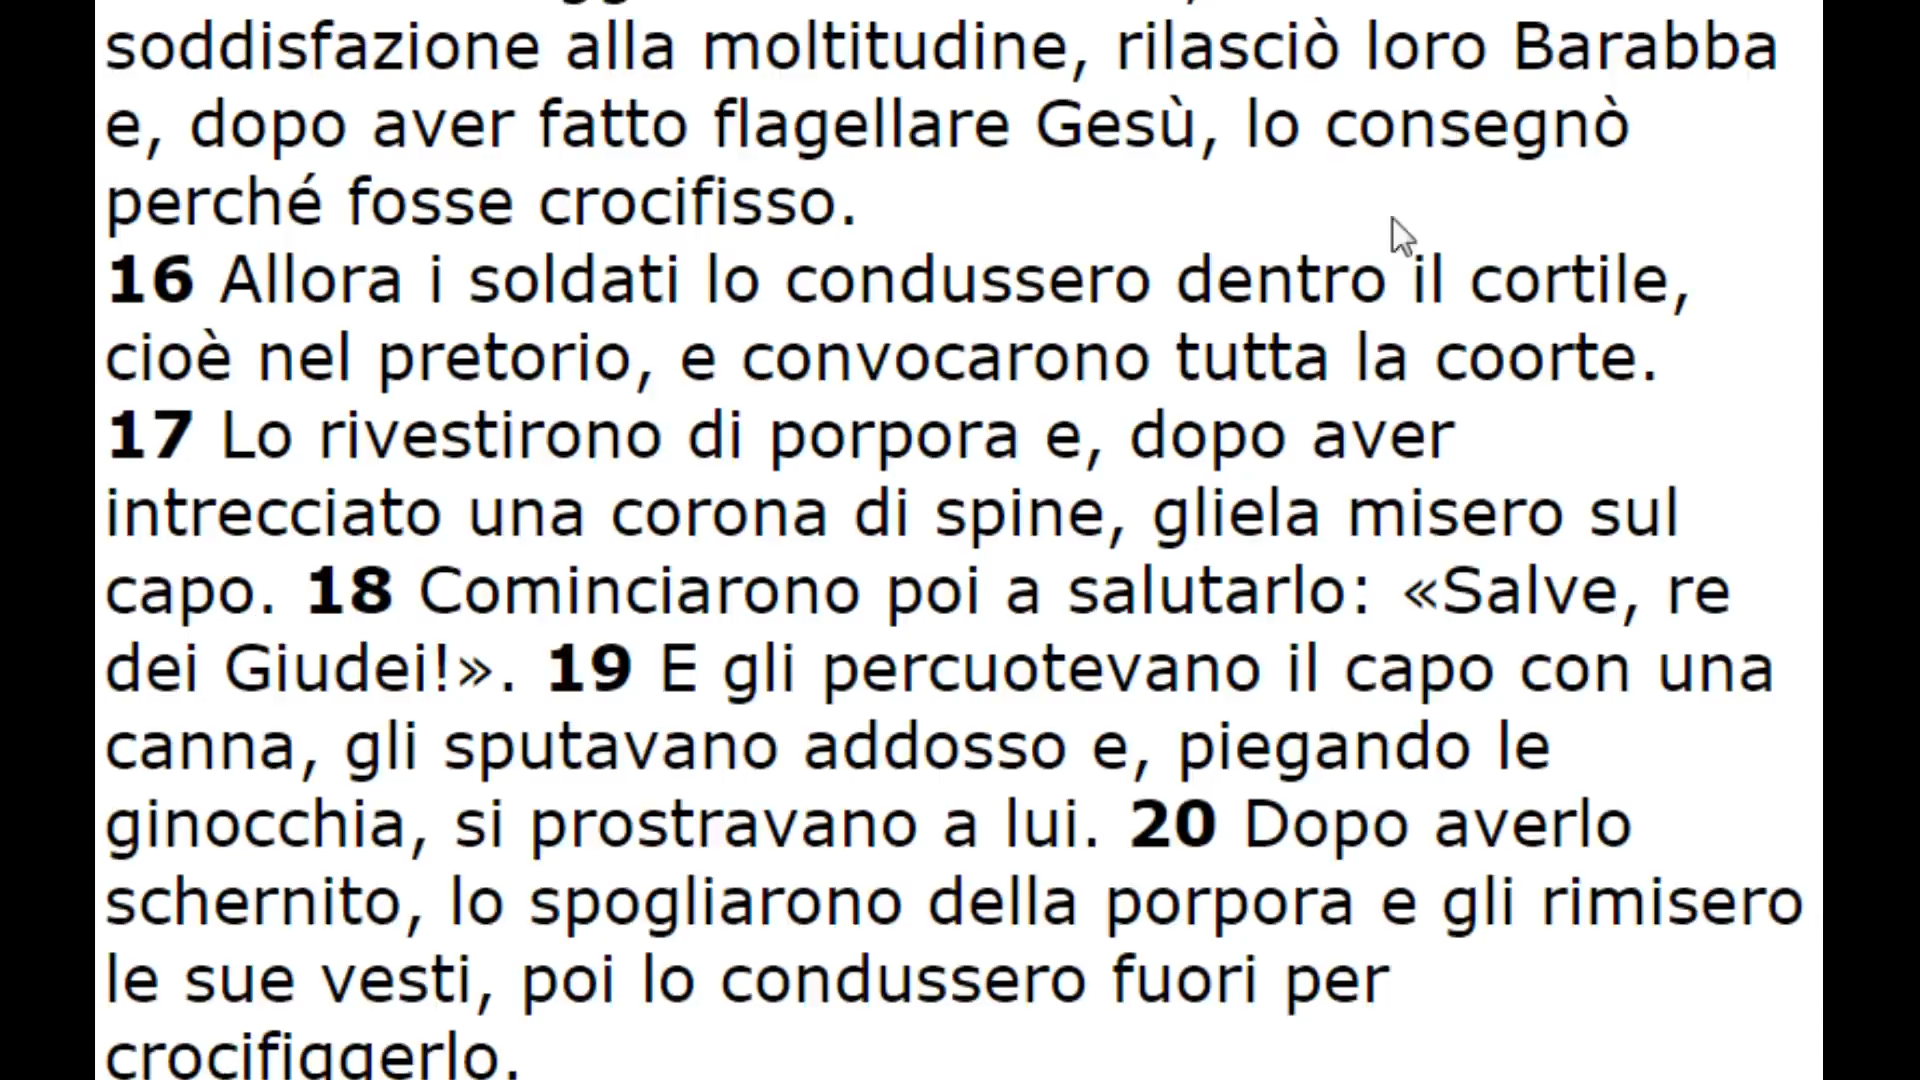 soddisfazione alla moltitudine, rilasciò loro Barabba
e, dopo aver fatto flagellare Gesù, lo consegnò
perché fosse crocifisso.
16 Allora i soldati lo condussero dentro il cortile,
cioè nel pretorio, e convocarono tutta la coorte.
17 Lo rivestirono di porpora e, dopo aver
intrecciato una corona di spine, gliela misero sul
capo. 18 Cominciarono poi a salutarlo: «Salve, re
dei Giudei!». 19 E gli percuotevano il capo con una
canna, gli sputavano addosso e, piegando le
ginocchia, si prostravano a lui. 20 Dopo averlo
schernito, lo spogliarono della porpora e gli rimisero
le sue vesti, poi lo condussero fuori per
crocifiggerlo.